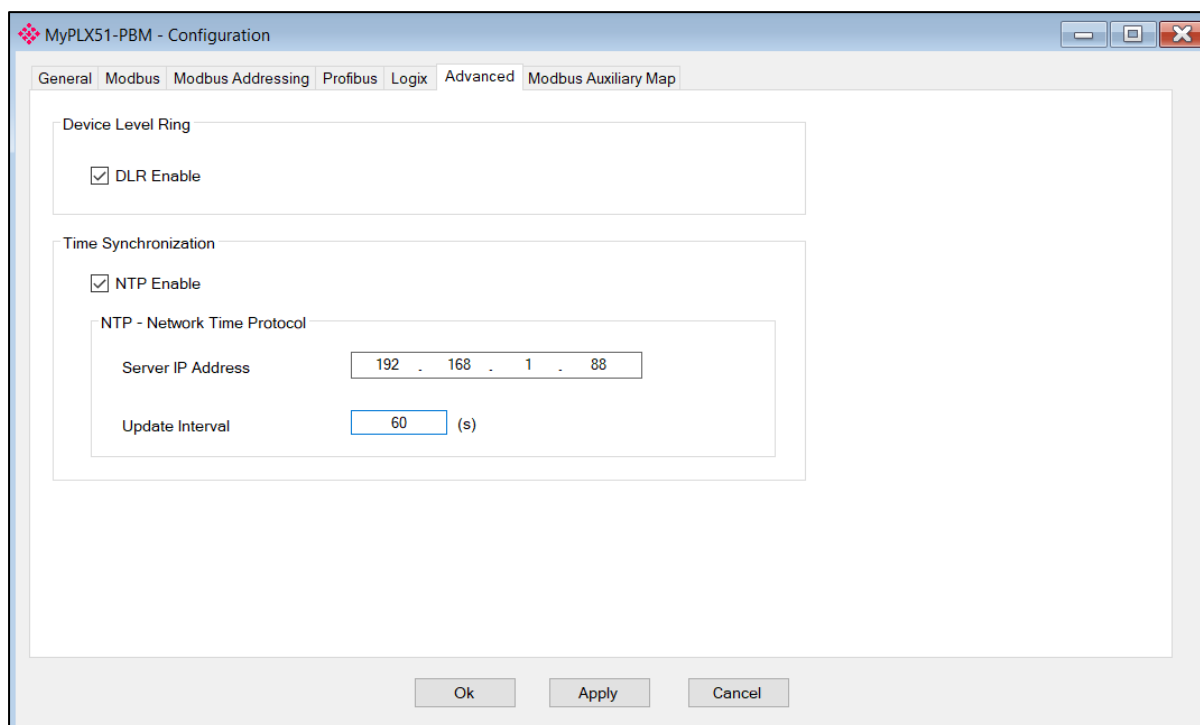 MyPLX51-PBM - Configuration
General Modbus Modbus Addressing Profibus Logix Advanced Modbus Auxiliary Map
Device Level Ring
DLR Enable
Time Synchronization
NTP Enable
NTP - Network Time Protocol
Server IP Address 192 . 168 . 1 . 88
Update Interval 60 (s)
Ok Apply Cancel